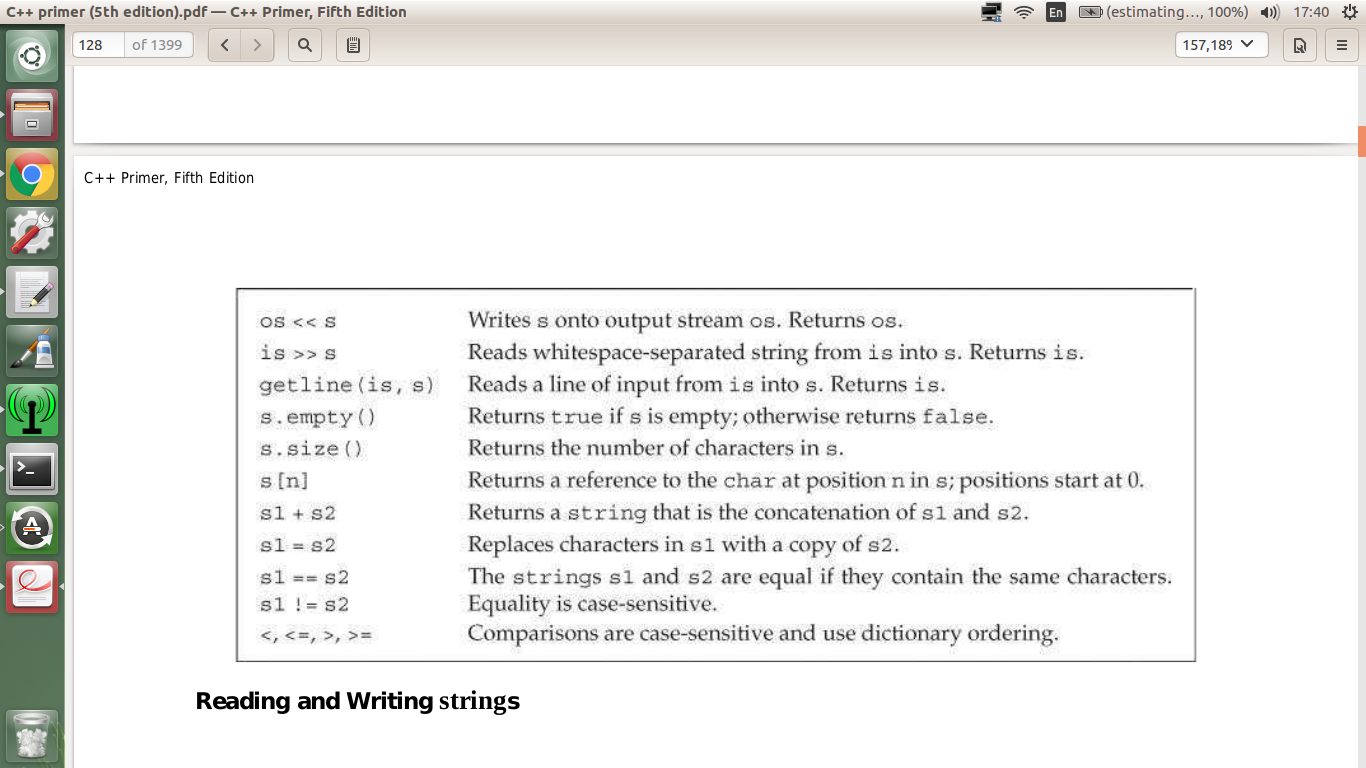 C++ primer (5th edition).pdf — C++ Primer, Fifth Edition
En
(estimating..., 100%)
17:40
128 of 1399
157,18%
C++ Primer, Fifth Edition
os << s Writes s onto output stream os. Returns os.
is >> s Reads whitespace-separated string from is into s. Returns is.
getline(is, s) Reads a line of input from is into s. Returns is.
s.empty() Returns true if s is empty; otherwise returns false.
s.size() Returns the number of characters in s.
s[n] Returns a reference to the char at position n in s; positions start at 0.
s1 + s2 Returns a string that is the concatenation of s1 and s2.
s1 = s2 Replaces characters in s1 with a copy of s2.
s1 == s2 The strings s1 and s2 are equal if they contain the same characters.
s1 != s2 Equality is case-sensitive.
<, <=, >, >= Comparisons are case-sensitive and use dictionary ordering.
Reading and Writing strings